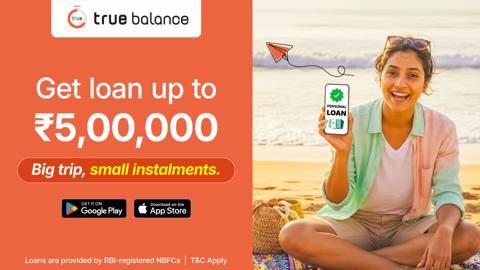 true
true balance
Get loan up to
₹5,00,000
Big trip, small instalments.
GET IT ON
Google Play
Download on the
App Store
Loans are provided by RBI-registered NBFCs | T&C Apply
PERSONAL
LOAN